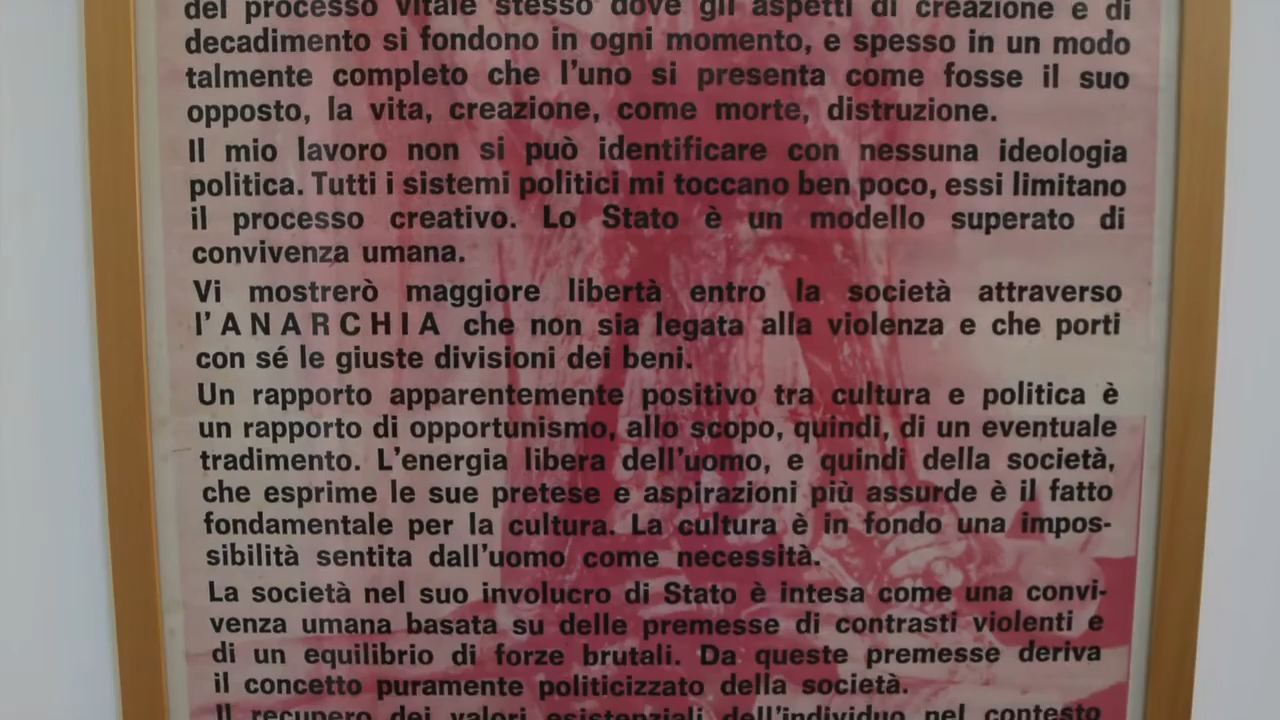 del processo vitale stesso dove gli aspetti di creazione e di
decadimento si fondono in ogni momento, e spesso in un modo
talmente completo che l'uno si presenta come fosse il suo
opposto, la vita, creazione, come morte, distruzione.
Il mio lavoro non si può identificare con nessuna ideologia
politica. Tutti i sistemi politici mi toccano ben poco, essi limitano
il processo creativo. Lo Stato è un modello superato di
convivenza umana.
Vi mostrerò maggiore libertà entro la società attraverso
l'ANARCHIA che non sia legata alla violenza e che porti
con sé le giuste divisioni dei beni.
Un rapporto apparentemente positivo tra cultura e politica è
un rapporto di opportunismo, allo scopo, quindi, di un eventuale
tradimento. L'energia libera dell'uomo, e quindi della società,
che esprime le sue pretese e aspirazioni più assurde è il fatto
fondamentale per la cultura. La cultura è in fondo una impos-
sibilità sentita dall'uomo come necessità.
La società nel suo involucro di Stato è intesa come una convi-
venza umana basata su delle premesse di contrasti violenti e
di un equilibrio di forze brutali. Da queste premesse deriva
il concetto puramente politicizzato della società.
Il recupero dei valori esistenziali dell'individuo nel contesto